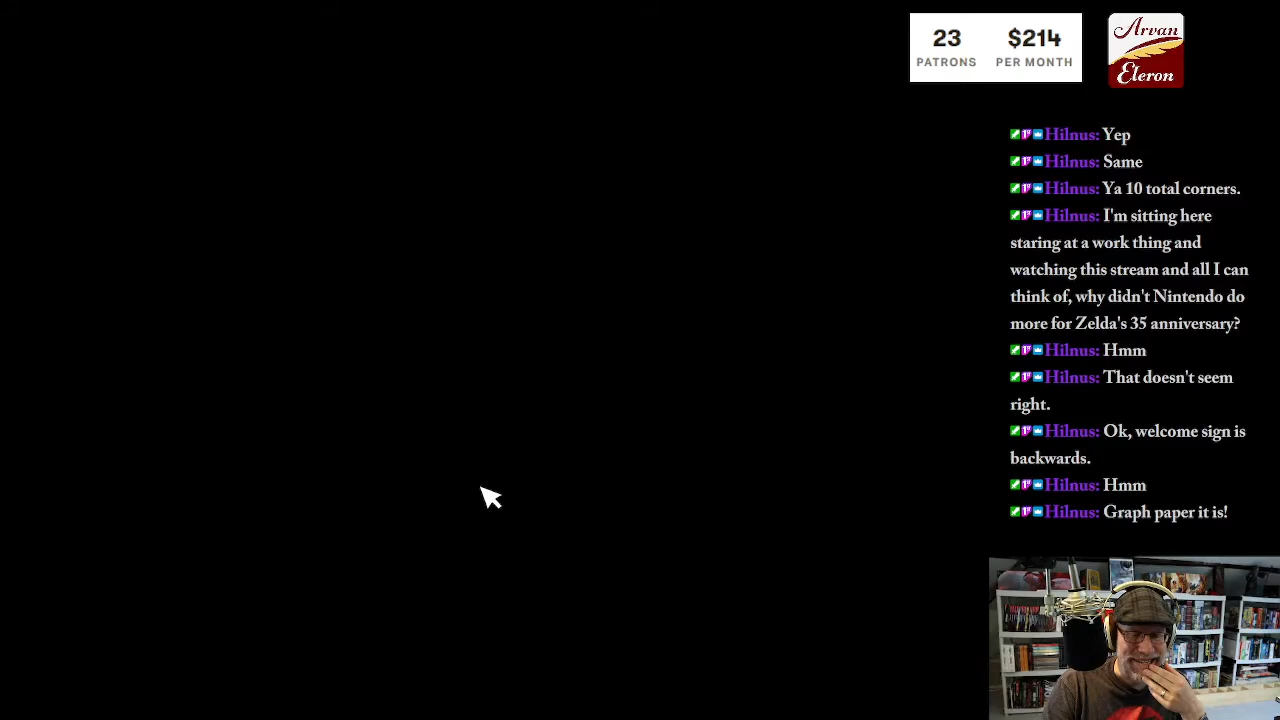 23 $214
PATRONS PER MONTH
Arvan
Eleron
Hilnus: Yep
Hilnus: Same
Hilnus: Ya 10 total corners.
Hilnus: I'm sitting here
staring at a work thing and
watching this stream and all I can
think of, why didn't Nintendo do
more for Zelda's 35 anniversary?
Hilnus: Hmm
Hilnus: That doesn't seem
right.
Hilnus: Ok, welcome sign is
backwards.
Hilnus: Hmm
Hilnus: Graph paper it is!